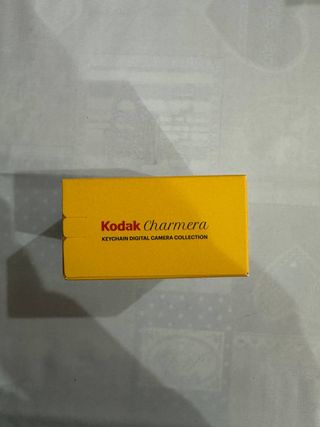 Kodak Charmera
KEYCHAIN DIGITAL CAMERA COLLECTION